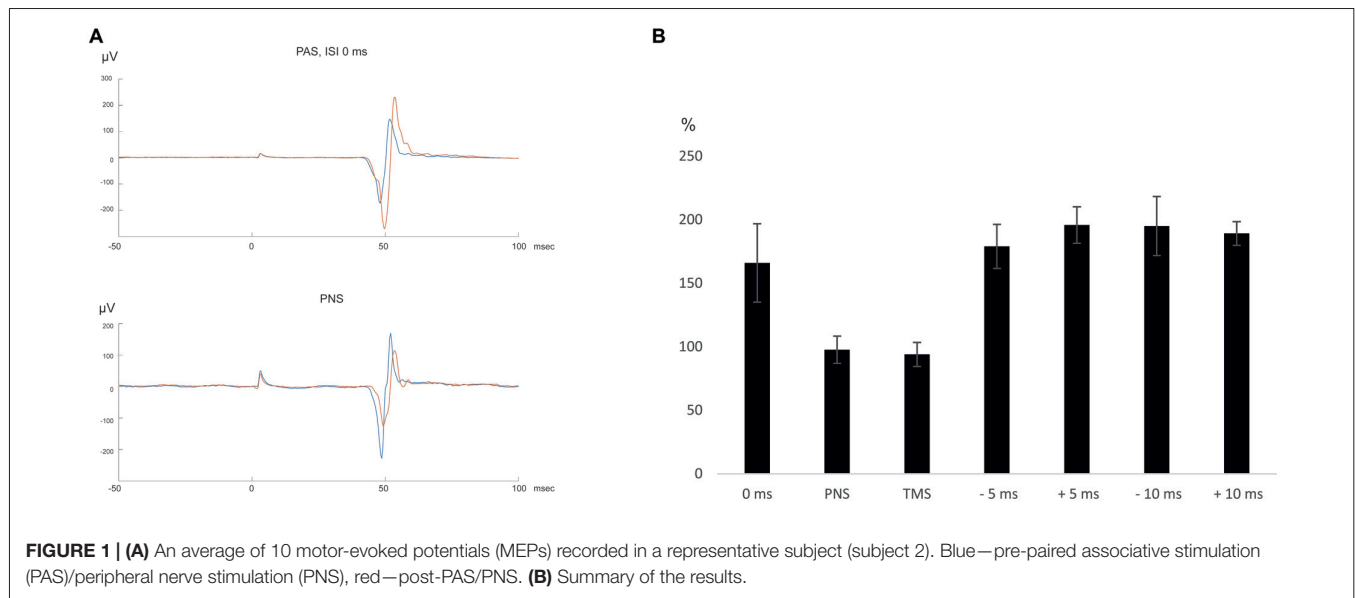 A
PAS, ISI 0 ms
µV
300
200
100
0
-100
-200
-50
0
50
100
msec
PNS
µV
200
100
0
-100
-200
-50
0
50
100
msec
B
%
250
200
150
100
50
0
0 ms
PNS
TMS
- 5 ms
+ 5 ms
- 10 ms
+ 10 ms
FIGURE 1 | (A) An average of 10 motor-evoked potentials (MEPs) recorded in a representative subject (subject 2). Blue—pre-paired associative stimulation
(PAS)/peripheral nerve stimulation (PNS), red—post-PAS/PNS. (B) Summary of the results.